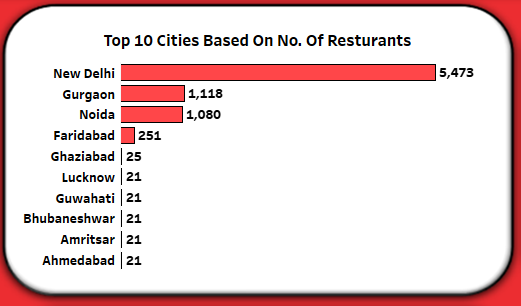 Top 10 Cities Based On No. Of Resturants
New Delhi 5,473
Gurgaon 1,118
Noida 1,080
Faridabad 251
Ghaziabad 25
Lucknow 21
Guwahati 21
Bhubaneshwar 21
Amritsar 21
Ahmedabad 21